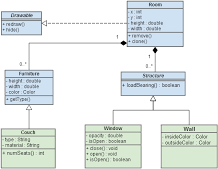 Drawable
+ redraw()
+ hide()
Room
- x : int
- y : int
- height : double
- width : double
+ remove()
+ clone()
0..*
0..*
Furniture
- height : double
- width : double
- color : Color
+ getType()
Structure
+ loadBearing() : boolean
Couch
- type : String
- material : String
+ numSeats() : int
Window
- opacity : double
- isOpen : boolean
+ close() : void
+ open() : void
+ isOpen() : boolean
Wall
- insideColor : Color
- outsideColor : Color